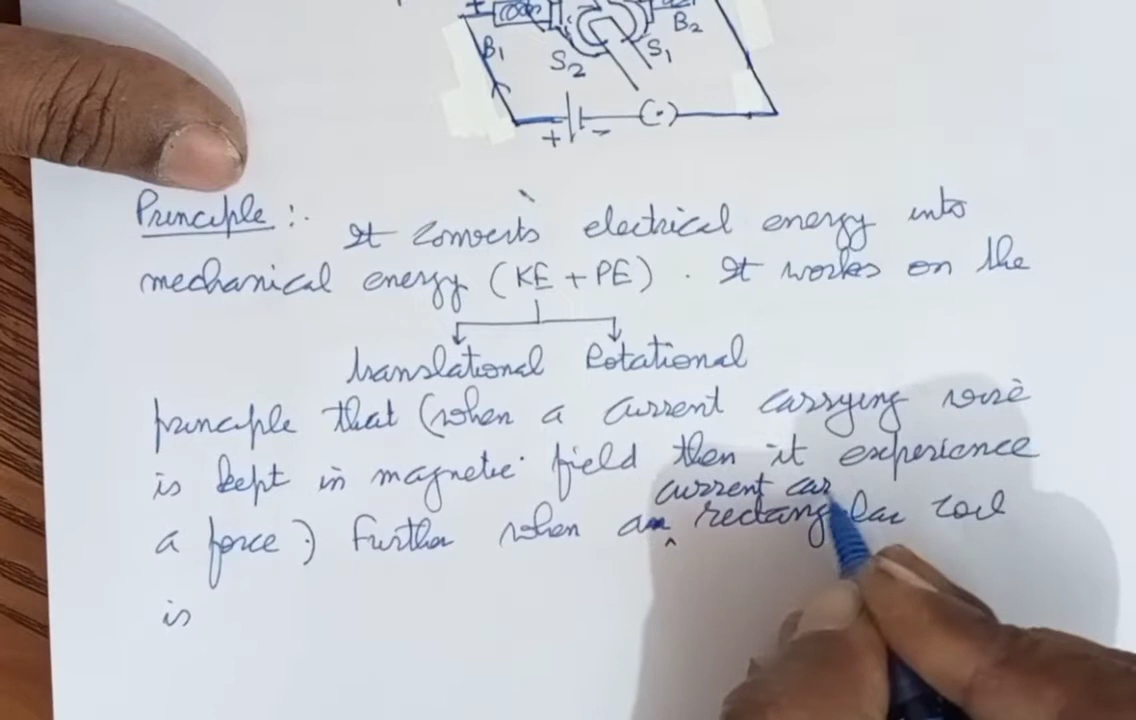 B1 S2 S1 B2
+ -
Principle :- It converts electrical energy into
mechanical energy (KE + PE) . It works on the
translational Rotational
principle that (when a current carrying wire
is kept in magnetic field then it experience
a force.) Further when a rectangular coil
current car
is